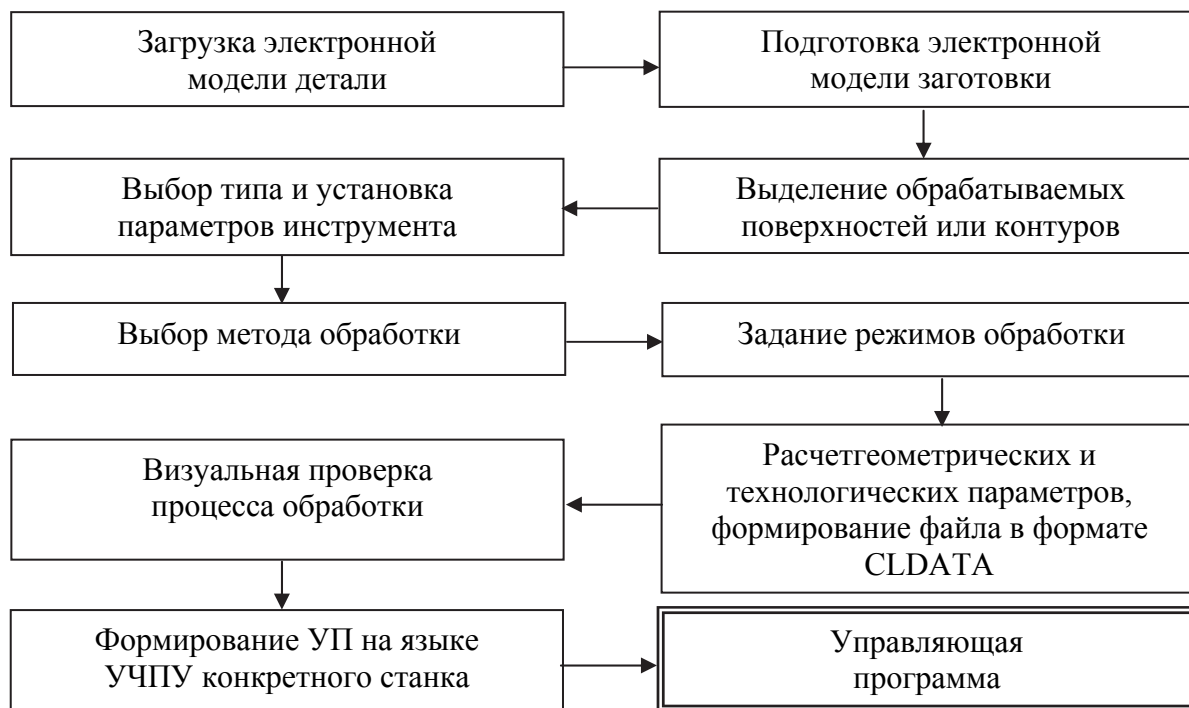 Загрузка электронной
модели детали
Подготовка электронной
модели заготовки
Выделение обрабатываемых
поверхностей или контуров
Выбор типа и установка
параметров инструмента
Выбор метода обработки
Задание режимов обработки
Расчетгеометрических и
технологических параметров,
формирование файла в формате
CLDATA
Визуальная проверка
процесса обработки
Формирование УП на языке
УЧПУ конкретного станка
Управляющая
программа